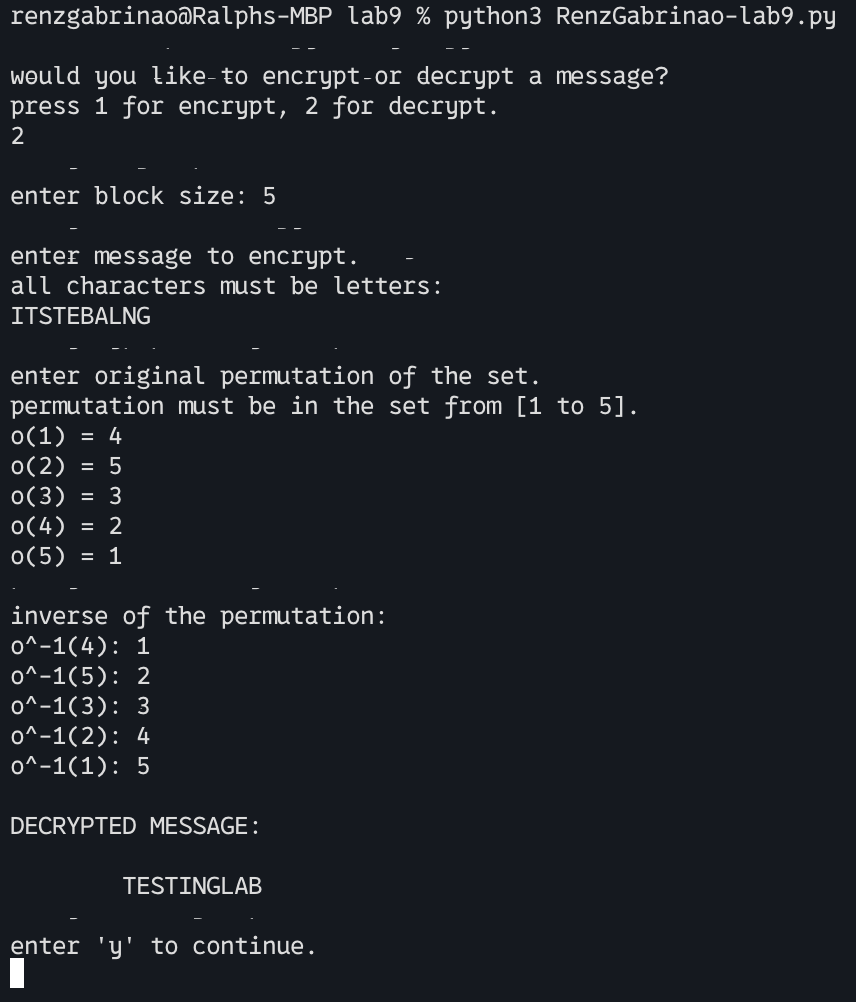 renzgabrinao@Ralphs-MBP lab9 % python3 RenzGabrinao-lab9.py
would you like to encrypt or decrypt a message?
press 1 for encrypt, 2 for decrypt.
2
enter block size: 5
enter message to encrypt.
all characters must be letters:
ITSTEBALNG
enter original permutation of the set.
permutation must be in the set from [1 to 5].
o(1) = 4
o(2) = 5
o(3) = 3
o(4) = 2
o(5) = 1
inverse of the permutation:
o^-1(4): 1
o^-1(5): 2
o^-1(3): 3
o^-1(2): 4
o^-1(1): 5
DECRYPTED MESSAGE:
TESTINGLAB
enter 'y' to continue.